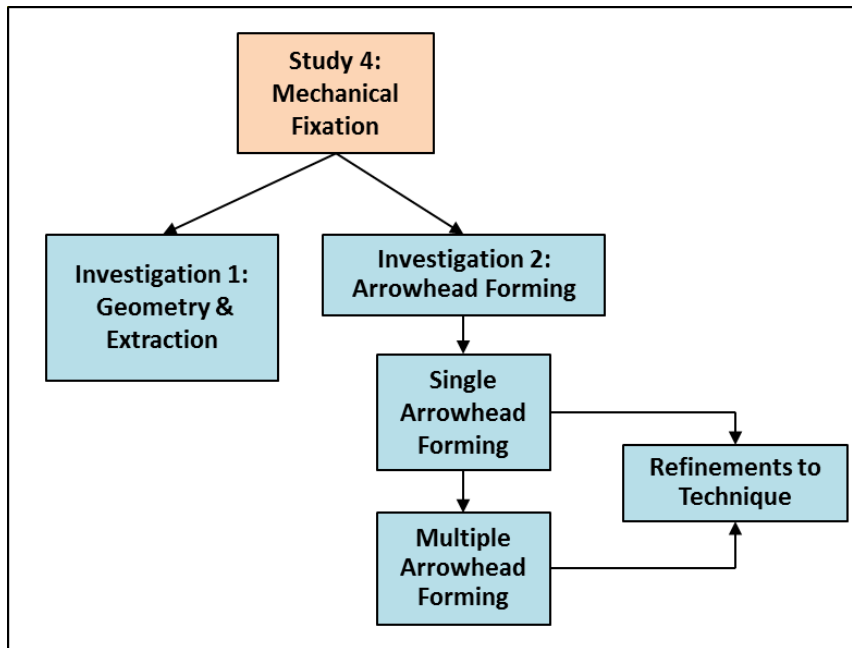 Study 4:
Mechanical
Fixation
Investigation 1:
Geometry &
Extraction
Investigation 2:
Arrowhead Forming
Single
Arrowhead
Forming
Refinements to
Technique
Multiple
Arrowhead
Forming